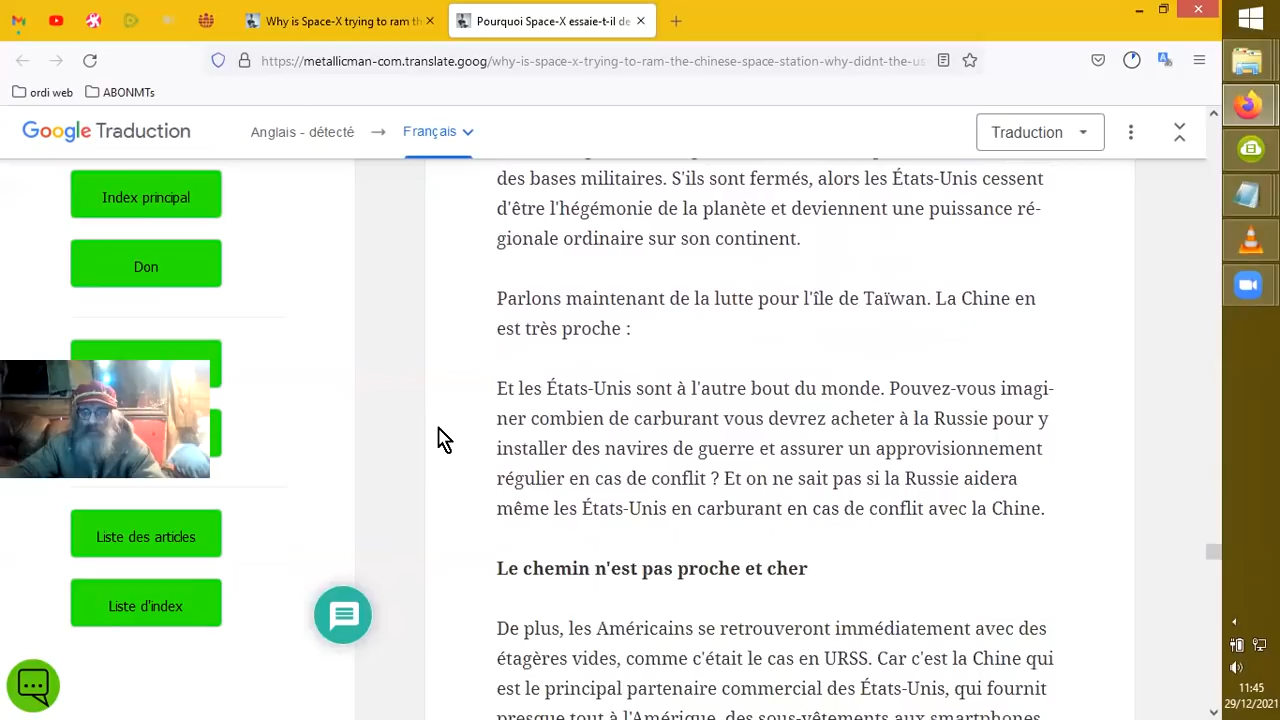 Why is Space-X trying to ram th
Pourquoi Space-X essaie-t-il de
https://metallicman-com.translate.goog/why-is-space-x-trying-to-ram-the-chinese-space-station-why-didnt-the-us
ordi web
ABONMTs
Google Traduction
Anglais - détecté
Français
Traduction
Index principal
Don
Liste des articles
Liste d'index
des bases militaires. S'ils sont fermés, alors les États-Unis cessent
d'être l'hégémonie de la planète et deviennent une puissance ré-
gionale ordinaire sur son continent.
Parlons maintenant de la lutte pour l'île de Taïwan. La Chine en
est très proche :
Et les États-Unis sont à l'autre bout du monde. Pouvez-vous imagi-
ner combien de carburant vous devrez acheter à la Russie pour y
installer des navires de guerre et assurer un approvisionnement
régulier en cas de conflit ? Et on ne sait pas si la Russie aidera
même les États-Unis en carburant en cas de conflit avec la Chine.
Le chemin n'est pas proche et cher
De plus, les Américains se retrouveront immédiatement avec des
étagères vides, comme c'était le cas en URSS. Car c'est la Chine qui
est le principal partenaire commercial des États-Unis, qui fournit
presque tout à l'Amérique, des sous-vêtements aux smartphones
11:45
29/12/2021